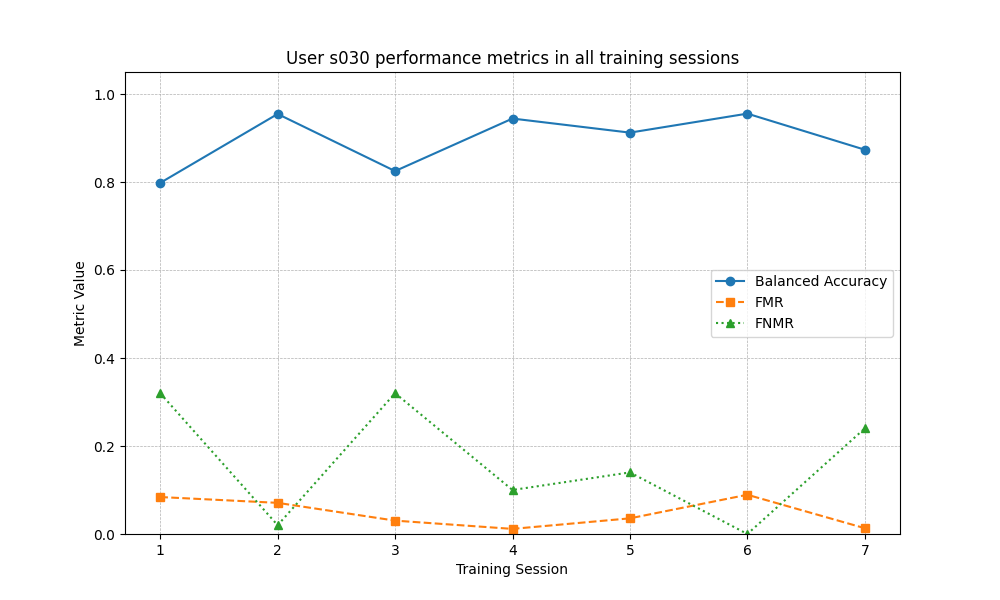 User s030 performance metrics in all training sessions
Metric Value
1.0
0.8
0.6
0.4
0.2
0.0
Balanced Accuracy
FMR
FNMR
1 2 3 4 5 6 7
Training Session